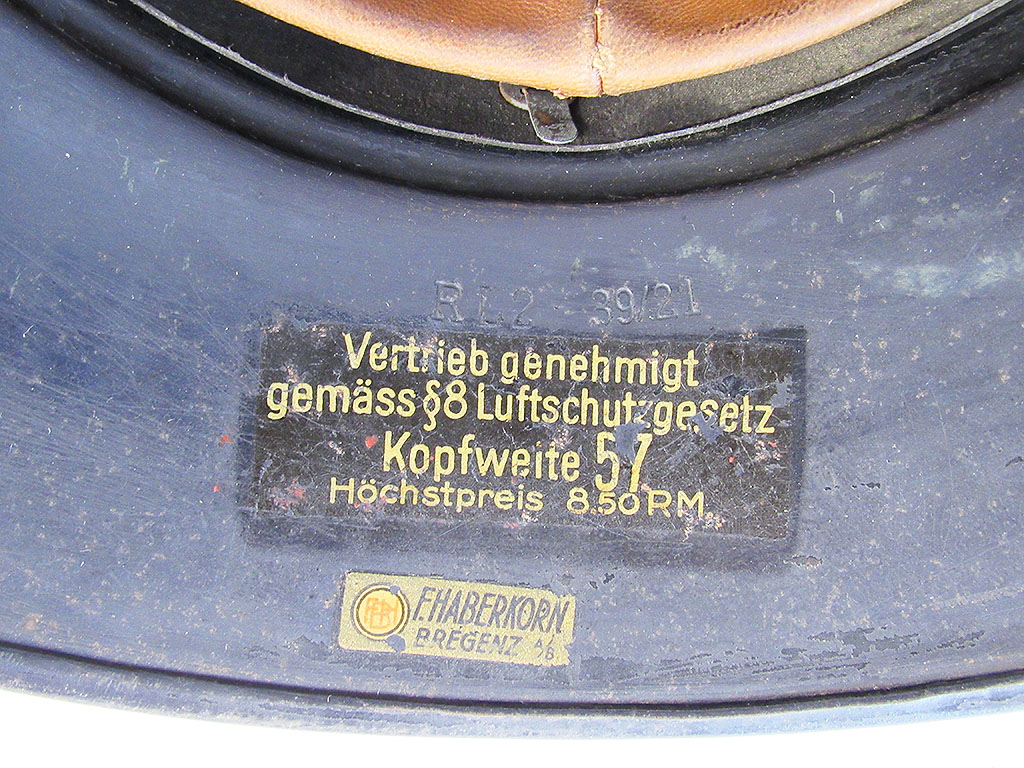 RL2 - 39/21
Vertrieb genehmigt
gemäss §8 Luftschutzgesetz
Kopfweite 57
Höchstpreis 8.50 RM.
F. HABERKORN
BREGENZ A/B